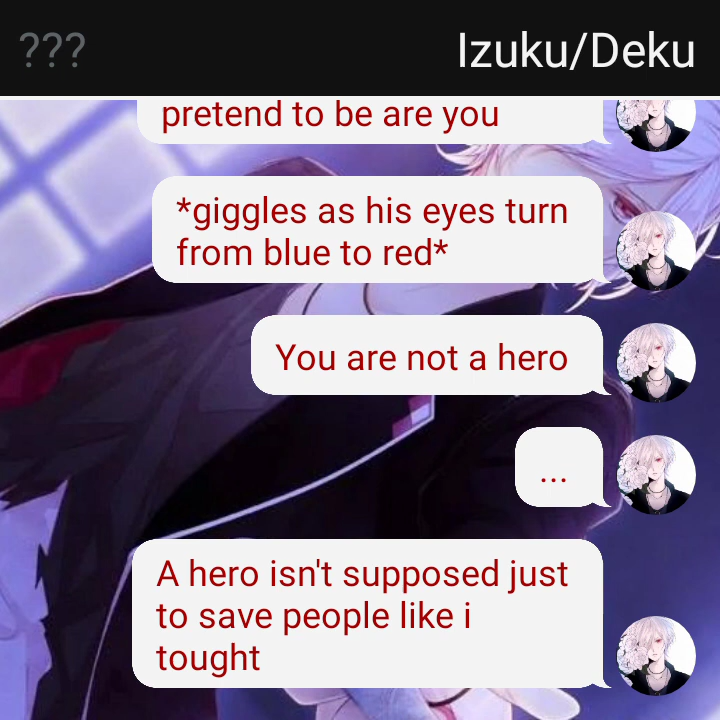 ???
Izuku/Deku
pretend to be are you
*giggles as his eyes turn
from blue to red*
You are not a hero
...
A hero isn't supposed just
to save people like i
tought